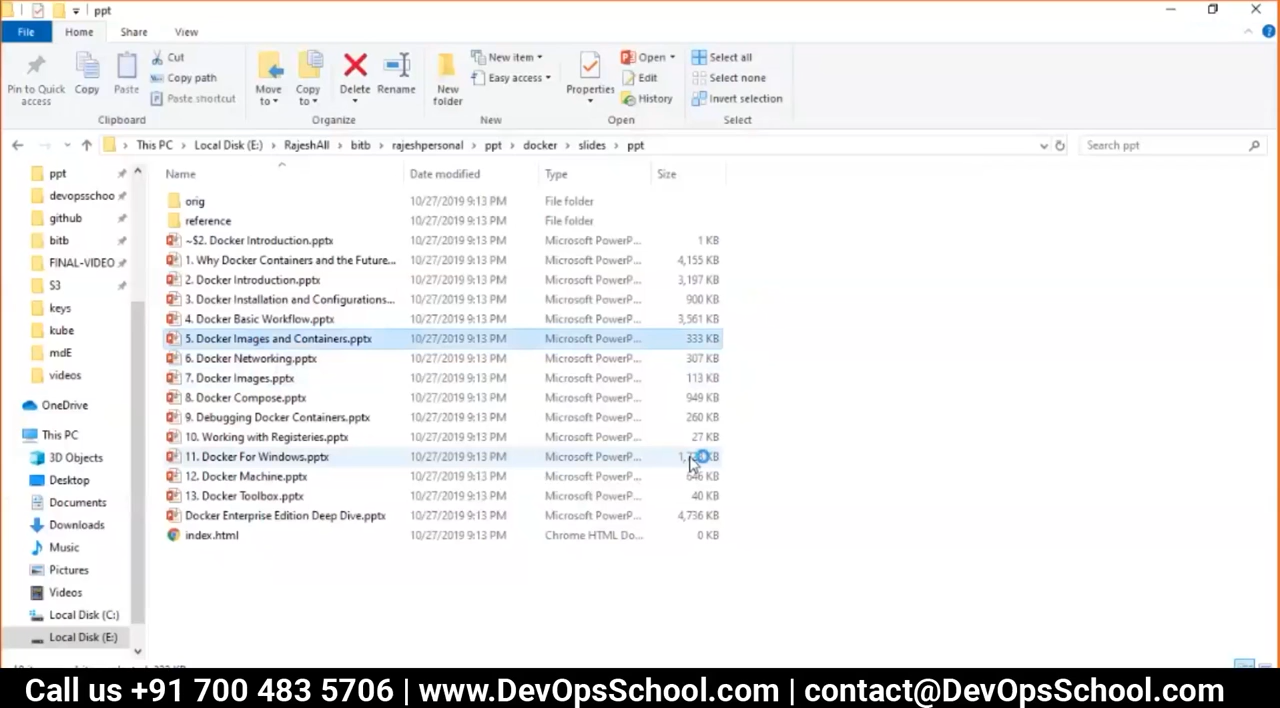 ppt
File Home Share View
Pin to Quick access
Copy
Paste
Cut
Copy path
Paste shortcut
Clipboard
Move to
Copy to
Delete
Rename
Organize
New folder
New item
Easy access
New
Properties
Open
Edit
History
Open
Select all
Select none
Invert selection
Select
This PC › Local Disk (E:) › RajeshAll › bitb › rajeshpersonal › ppt › docker › slides › ppt
Search ppt
ppt
devopsschoo
github
bitb
FINAL-VIDEO
S3
keys
kube
mdE
videos
OneDrive
This PC
3D Objects
Desktop
Documents
Downloads
Music
Pictures
Videos
Local Disk (C:)
Local Disk (E:)
Name Date modified Type Size
orig 10/27/2019 9:13 PM File folder
reference 10/27/2019 9:13 PM File folder
~$2. Docker Introduction.pptx 10/27/2019 9:13 PM Microsoft PowerP... 1 KB
1. Why Docker Containers and the Future... 10/27/2019 9:13 PM Microsoft PowerP... 4,155 KB
2. Docker Introduction.pptx 10/27/2019 9:13 PM Microsoft PowerP... 3,197 KB
3. Docker Installation and Configurations... 10/27/2019 9:13 PM Microsoft PowerP... 900 KB
4. Docker Basic Workflow.pptx 10/27/2019 9:13 PM Microsoft PowerP... 3,561 KB
5. Docker Images and Containers.pptx 10/27/2019 9:13 PM Microsoft PowerP... 333 KB
6. Docker Networking.pptx 10/27/2019 9:13 PM Microsoft PowerP... 307 KB
7. Docker Images.pptx 10/27/2019 9:13 PM Microsoft PowerP... 113 KB
8. Docker Compose.pptx 10/27/2019 9:13 PM Microsoft PowerP... 949 KB
9. Debugging Docker Containers.pptx 10/27/2019 9:13 PM Microsoft PowerP... 260 KB
10. Working with Registeries.pptx 10/27/2019 9:13 PM Microsoft PowerP... 27 KB
11. Docker For Windows.pptx 10/27/2019 9:13 PM Microsoft PowerP... KB
12. Docker Machine.pptx 10/27/2019 9:13 PM Microsoft PowerP... 646 KB
13. Docker Toolbox.pptx 10/27/2019 9:13 PM Microsoft PowerP... 40 KB
Docker Enterprise Edition Deep Dive.pptx 10/27/2019 9:13 PM Microsoft PowerP... 4,736 KB
index.html 10/27/2019 9:13 PM Chrome HTML Do... 0 KB
Call us +91 700 483 5706 | www.DevOpsSchool.com | contact@DevOpsSchool.com